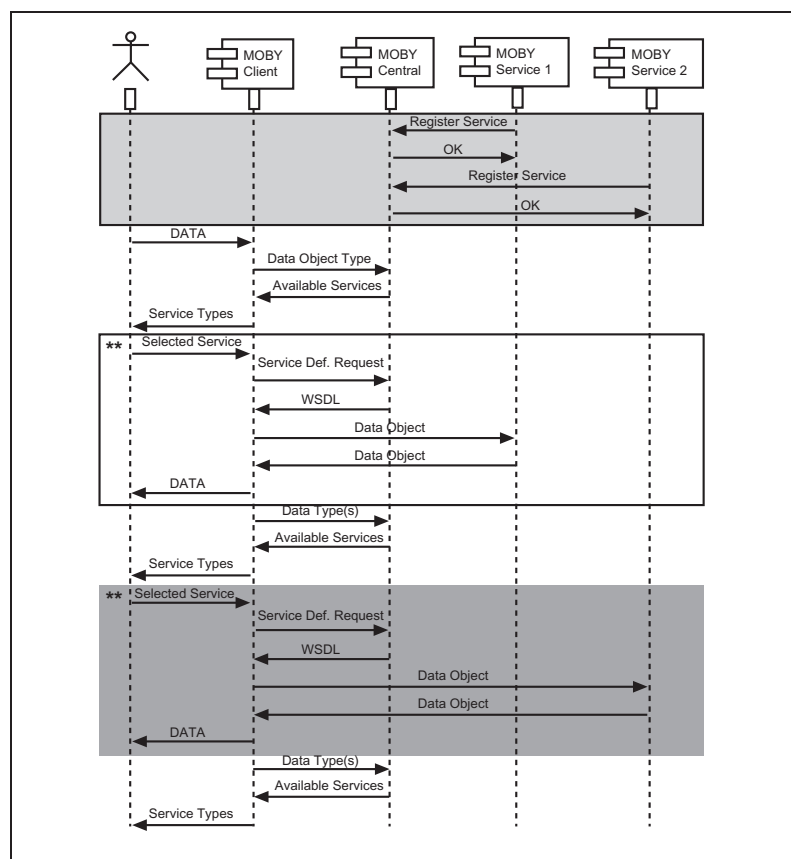 MOBY
Client
MOBY
Central
MOBY
Service 1
MOBY
Service 2
Register Service
OK
Register Service
OK
DATA
Data Object Type
Available Services
Service Types
** Selected Service
Service Def. Request
WSDL
Data Object
Data Object
DATA
Data Type(s)
Available Services
Service Types
** Selected Service
Service Def. Request
WSDL
Data Object
Data Object
DATA
Data Type(s)
Available Services
Service Types